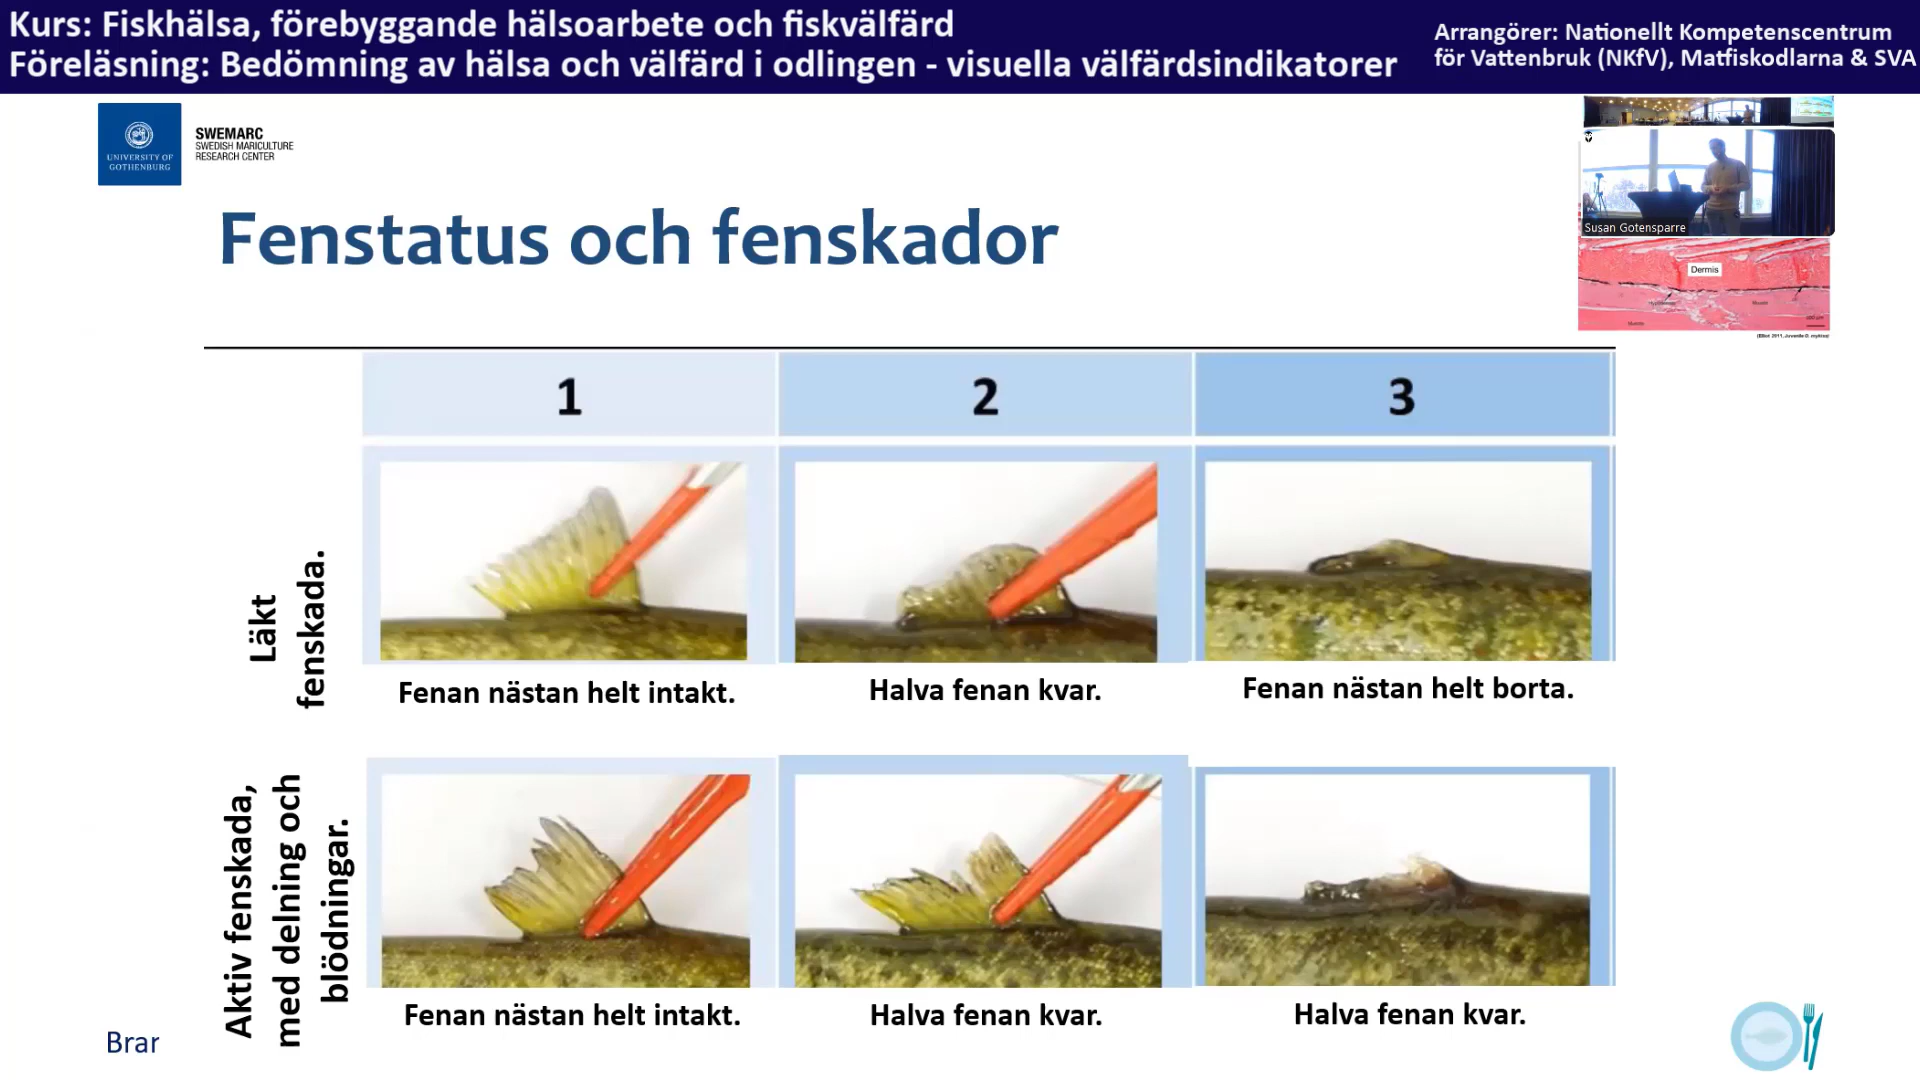 Kurs: Fiskhälsa, förebyggande hälsoarbete och fiskvälfärd
Föreläsning: Bedömning av hälsa och välfärd i odlingen - visuella välfärdsindikatorer
Arrangörer: Nationellt Kompetenscentrum
för Vattenbruk (NKfV), Matfiskodlarna & SVA
UNIVERSITY OF
GOTHENBURG
SWEMARC
SWEDISH MARICULTURE
RESEARCH CENTER
Fenstatus och fenskador
Susan Gotensparre
Dermis
1
2
3
Läkt
fenskada.
Fenan nästan helt intakt.
Halva fenan kvar.
Fenan nästan helt borta.
Aktiv fenskada,
med delning och
blödningar.
Fenan nästan helt intakt.
Halva fenan kvar.
Halva fenan kvar.
Brar